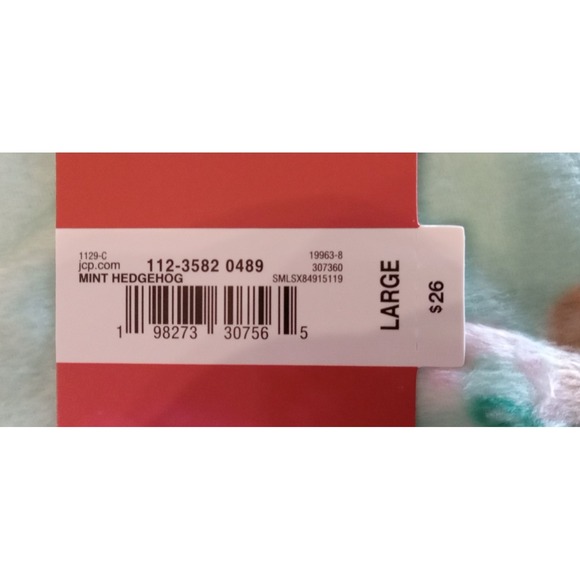 1129-C
jcp.com 112-3582 0489
MINT HEDGEHOG
19963-8
307360
SMLSX84915119
1 98273 30756 5
LARGE
$26